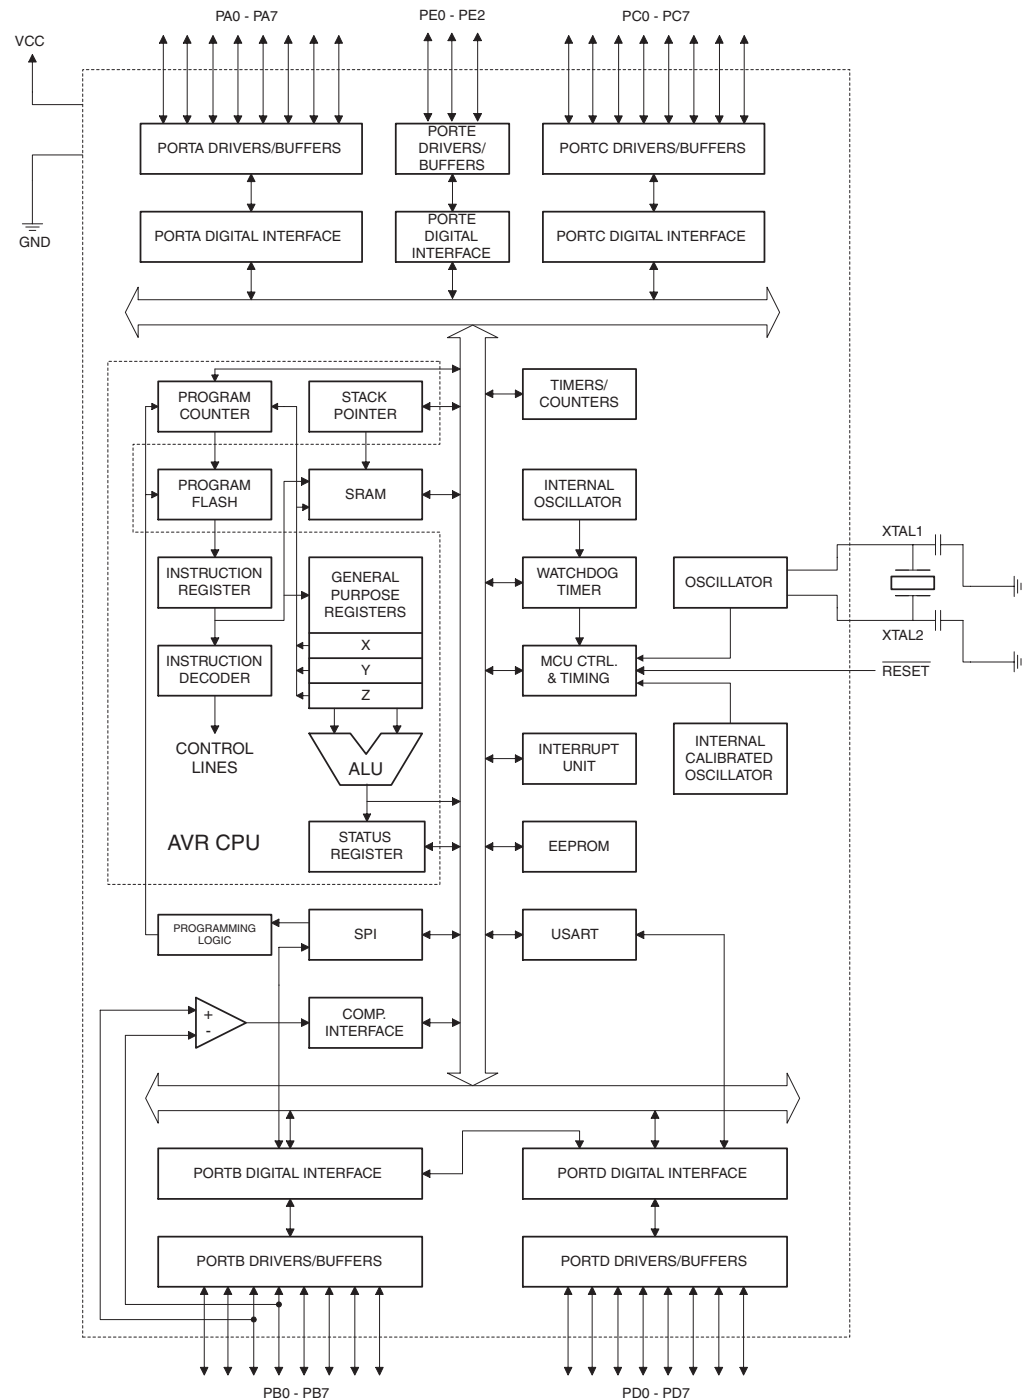 PA0 - PA7
PE0 - PE2
PC0 - PC7
VCC
PORTA DRIVERS/BUFFERS
PORTE
DRIVERS/
BUFFERS
PORTC DRIVERS/BUFFERS
GND
PORTA DIGITAL INTERFACE
PORTE
DIGITAL
INTERFACE
PORTC DIGITAL INTERFACE
PROGRAM
COUNTER
STACK
POINTER
TIMERS/
COUNTERS
PROGRAM
FLASH
SRAM
INTERNAL
OSCILLATOR
XTAL1
INSTRUCTION
REGISTER
GENERAL
PURPOSE
REGISTERS
WATCHDOG
TIMER
OSCILLATOR
X
XTAL2
INSTRUCTION
DECODER
Y
MCU CTRL.
& TIMING
RESET
Z
CONTROL
LINES
ALU
INTERRUPT
UNIT
INTERNAL
CALIBRATED
OSCILLATOR
AVR CPU
STATUS
REGISTER
EEPROM
PROGRAMMING
LOGIC
SPI
USART
+
-
COMP.
INTERFACE
PORTB DIGITAL INTERFACE
PORTD DIGITAL INTERFACE
PORTB DRIVERS/BUFFERS
PORTD DRIVERS/BUFFERS
PB0 - PB7
PD0 - PD7